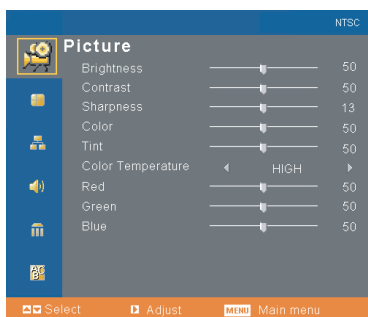 NTSC
Picture
Brightness 50
Contrast 50
Sharpness 13
Color 50
Tint 50
Color Temperature HIGH
Red 50
Green 50
Blue 50
Select Adjust MENU Main menu